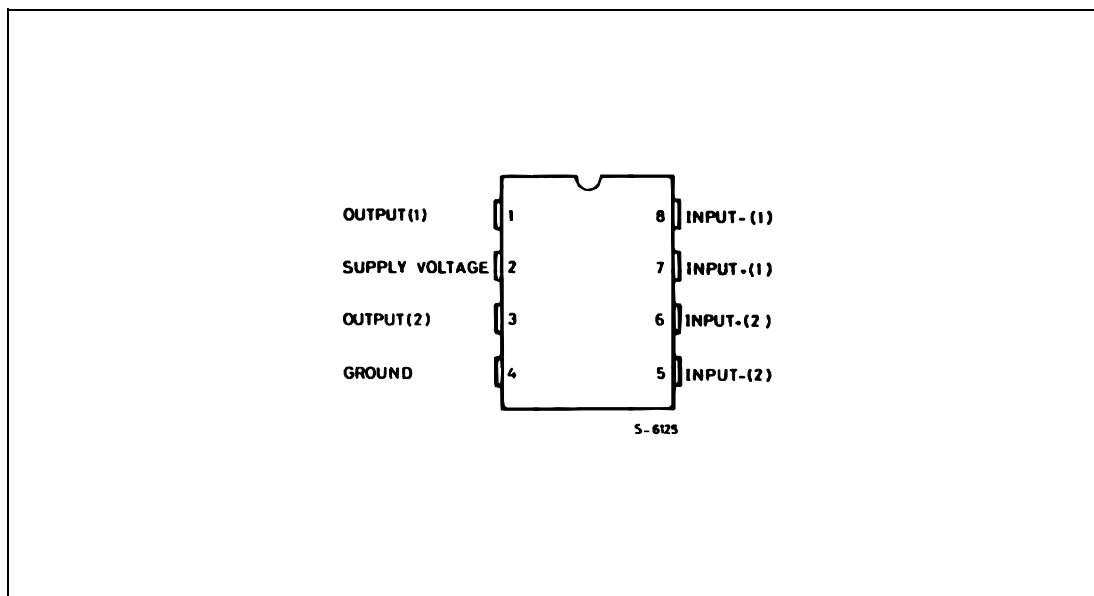 OUTPUT(1)
1
8
INPUT-(1)
SUPPLY VOLTAGE
2
7
INPUT+(1)
OUTPUT(2)
3
6
INPUT+(2)
GROUND
4
5
INPUT-(2)
S-6125